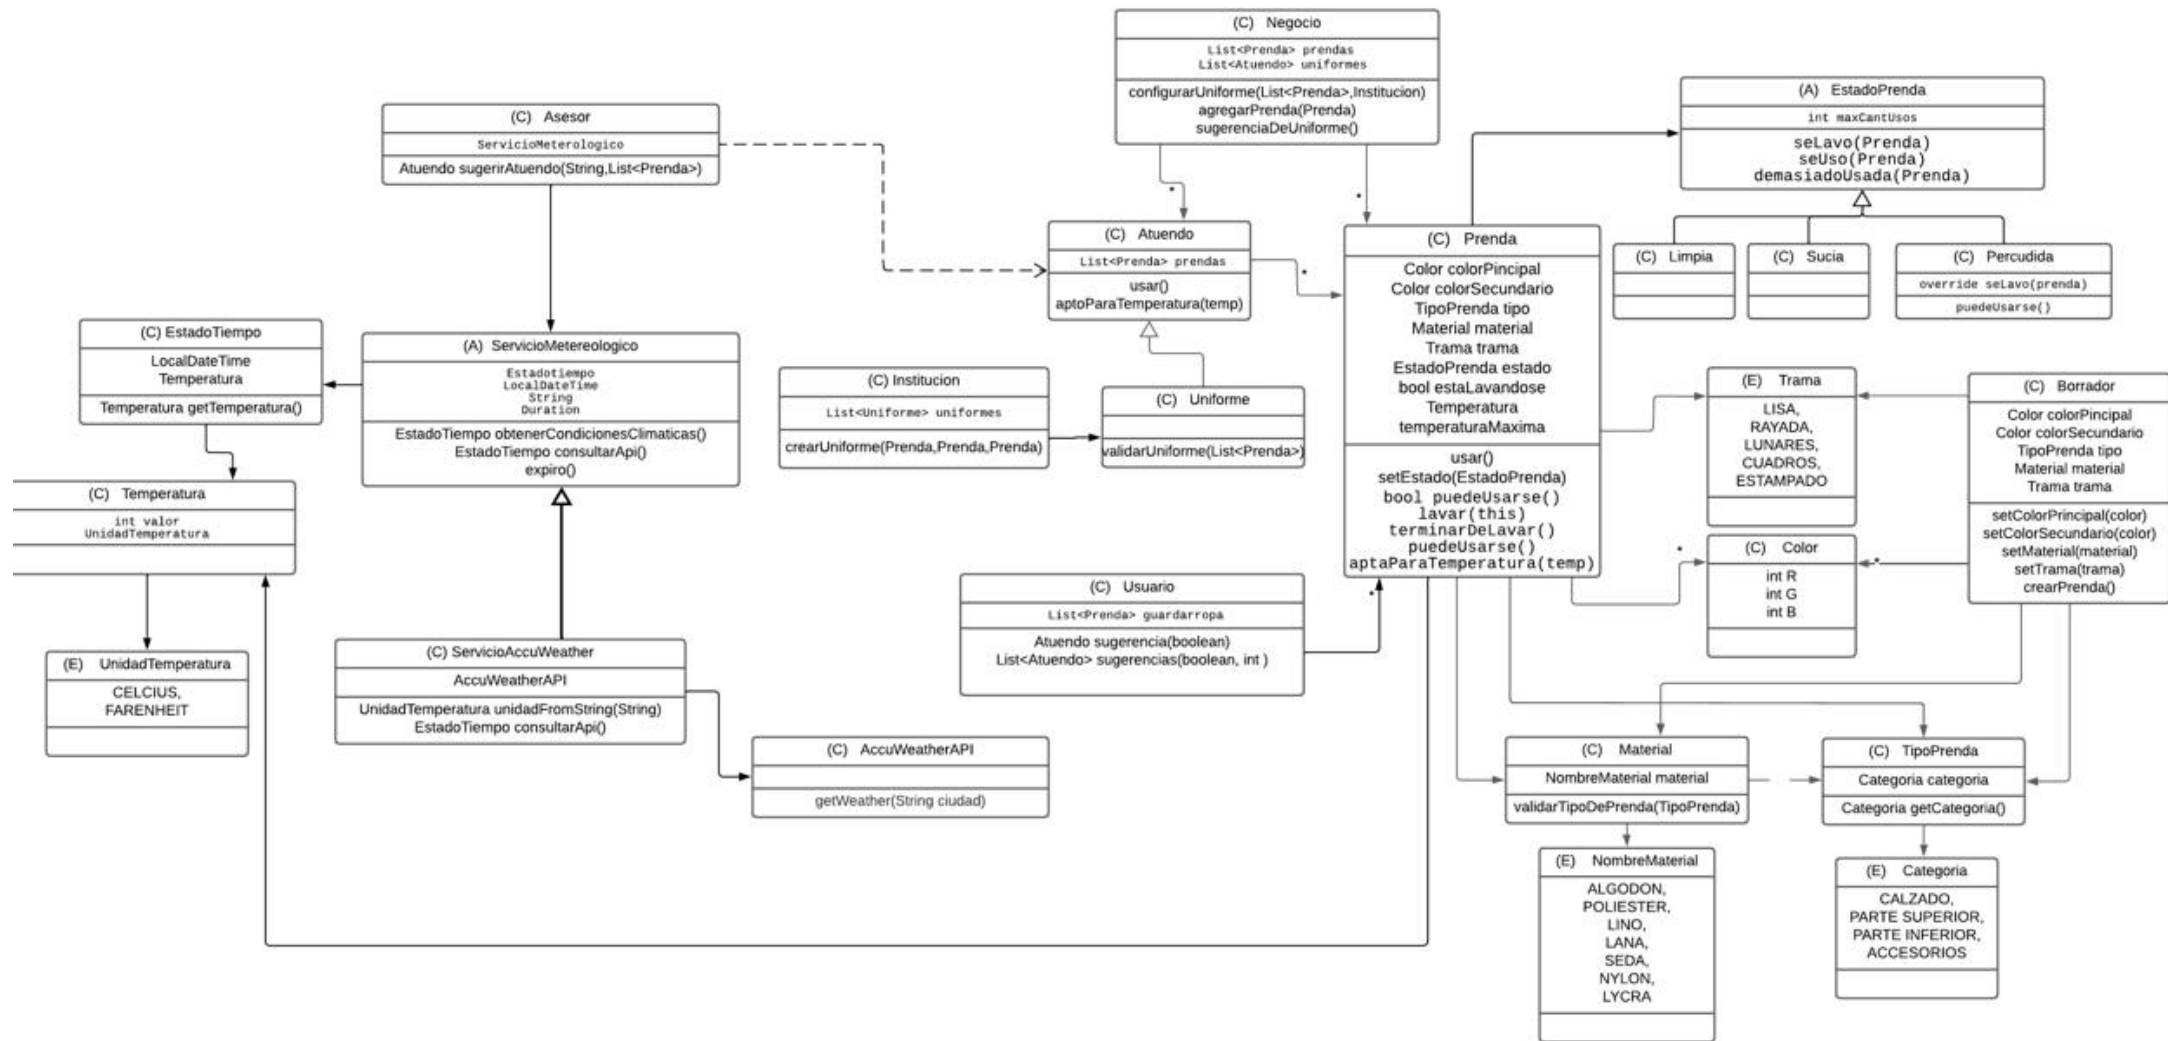 (C) Negocio
List<Prenda> prendas
List<Atuendo> uniformes
configurarUniforme(List<Prenda>,Institucion)
agregarPrenda(Prenda)
sugerenciaDeUniforme()
(A) EstadoPrenda
int maxCantUsos
seLavo(Prenda)
seUso(Prenda)
demasiadoUsada(Prenda)
(C) Asesor
ServicioMeterologico
Atuendo sugerirAtuendo(String,List<Prenda>)
*
*
(C) Atuendo
List<Prenda> prendas
usar()
aptoParaTemperatura(temp)
*
(C) Prenda
Color colorPincipal
Color colorSecundario
TipoPrenda tipo
Material material
Trama trama
EstadoPrenda estado
bool estaLavandose
Temperatura
temperaturaMaxima
usar()
setEstado(EstadoPrenda)
bool puedeUsarse()
lavar(this)
terminarDeLavar()
puedeUsarse()
aptaParaTemperatura(temp)
(C) Limpia
(C) Sucia
(C) Percudida
override seLavo(prenda)
puedeUsarse()
(C) EstadoTiempo
LocalDateTime
Temperatura
Temperatura getTemperatura()
(A) ServicioMetereologico
Estadotiempo
LocalDateTime
String
Duration
EstadoTiempo obtenerCondicionesClimaticas()
EstadoTiempo consultarApi()
expiro()
(C) Institucion
List<Uniforme> uniformes
crearUniforme(Prenda,Prenda,Prenda)
(C) Uniforme
validarUniforme(List<Prenda>)
(E) Trama
LISA,
RAYADA,
LUNARES,
CUADROS,
ESTAMPADO
(C) Borrador
Color colorPincipal
Color colorSecundario
TipoPrenda tipo
Material material
Trama trama
setColorPrincipal(color)
setColorSecundario(color)
setMaterial(material)
setTrama(trama)
crearPrenda()
(C) Temperatura
int valor
UnidadTemperatura
*
(C) Color
int R
int G
int B
*
(C) Usuario
List<Prenda> guardarropa
Atuendo sugerencia(boolean)
List<Atuendo> sugerencias(boolean, int )
*
(E) UnidadTemperatura
CELCIUS,
FARENHEIT
(C) ServicioAccuWeather
AccuWeatherAPI
UnidadTemperatura unidadFromString(String)
EstadoTiempo consultarApi()
(C) AccuWeatherAPI
getWeather(String ciudad)
(C) Material
NombreMaterial material
validarTipoDePrenda(TipoPrenda)
(C) TipoPrenda
Categoria categoria
Categoria getCategoria()
(E) NombreMaterial
ALGODON,
POLIESTER,
LINO,
LANA,
SEDA,
NYLON,
LYCRA
(E) Categoria
CALZADO,
PARTE SUPERIOR,
PARTE INFERIOR,
ACCESORIOS